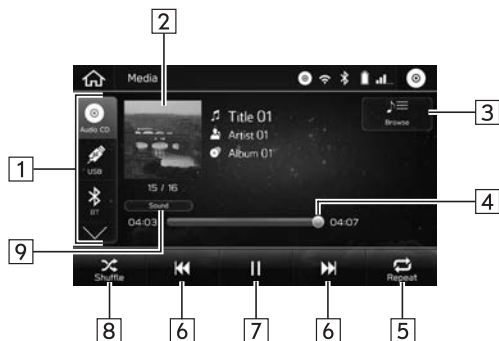 2
Media
Audio CD
USB
BT
Title 01
Artist 01
Album 01
Browse
15 / 16
Sound
04:03
04:07
Shuffle
Repeat
1
3
4
9
8
6
7
6
5